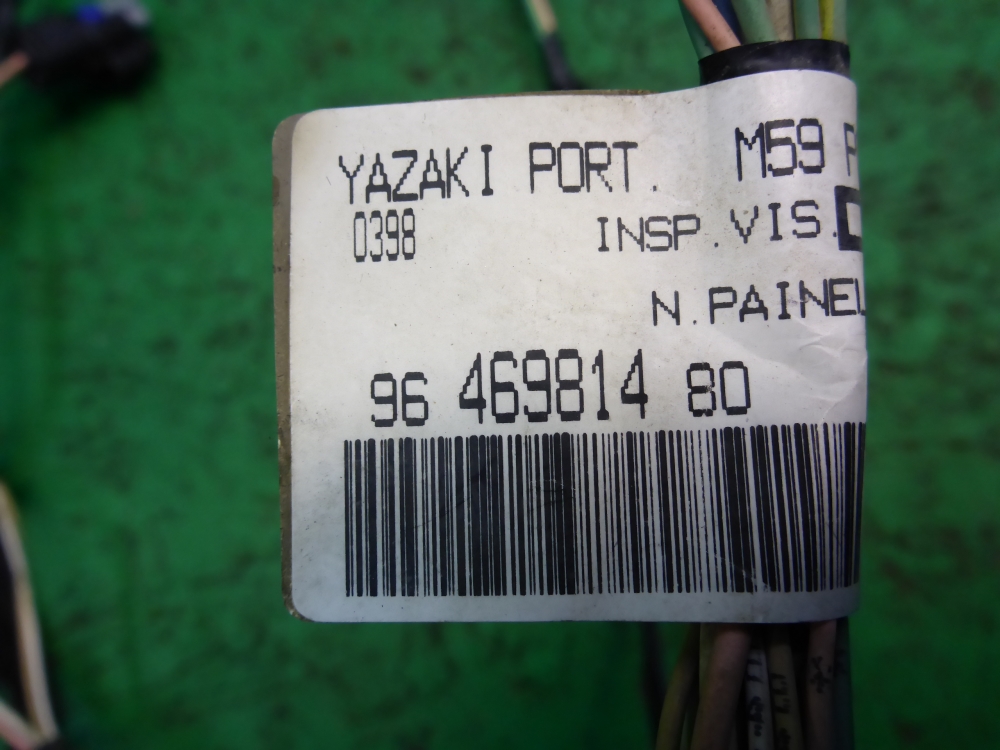 YAZAKI PORT. M59 P
0398 INSP.VIS.
N.PAINEL
96 469814 80